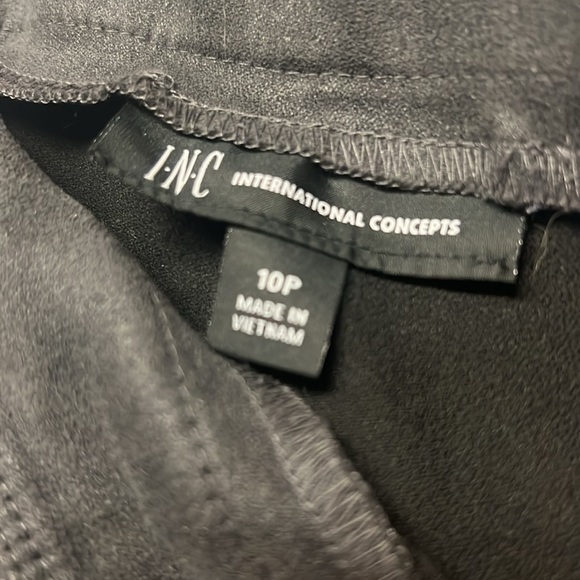 I·N·C INTERNATIONAL CONCEPTS
10P
MADE IN
VIETNAM